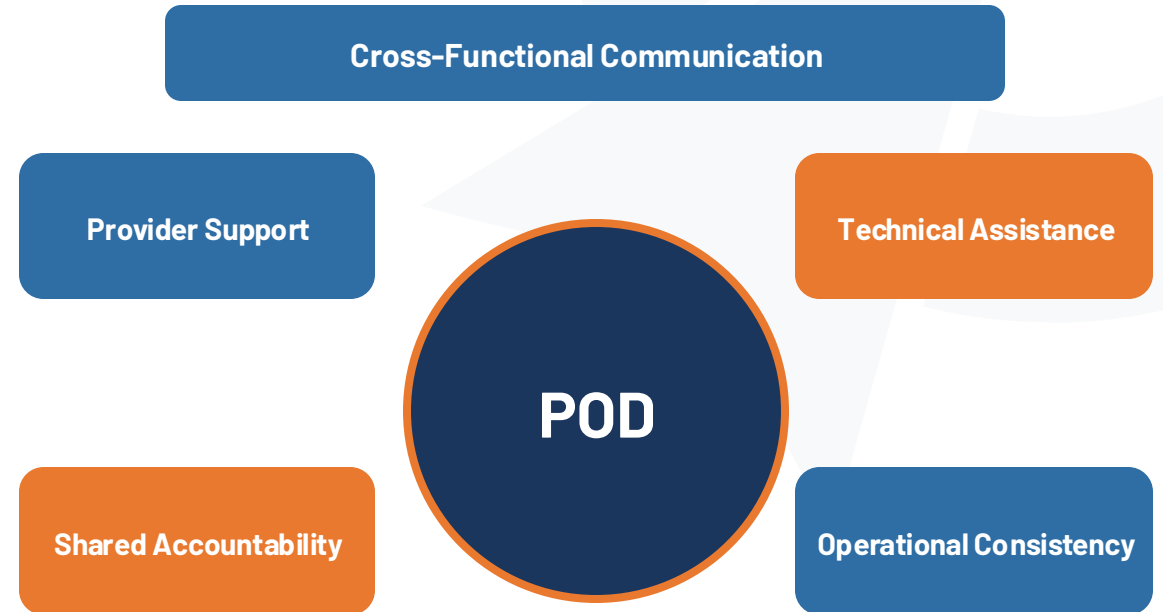 Cross-Functional Communication
Provider Support
Technical Assistance
POD
Shared Accountability
Operational Consistency